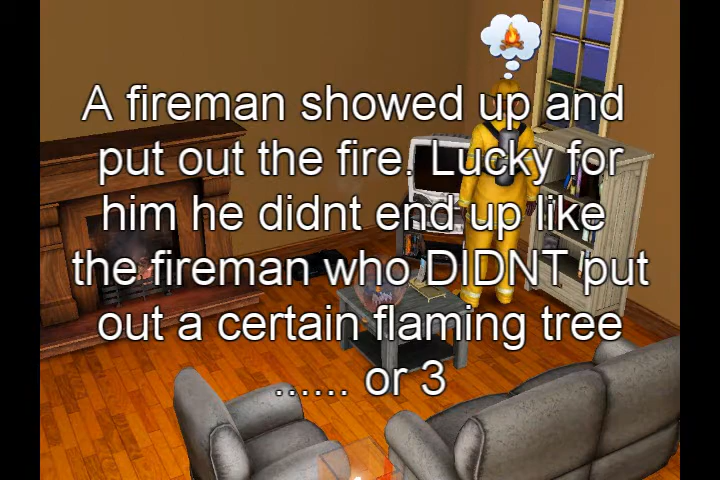 A fireman showed up and
put out the fire. Lucky for
him he didnt end up like
the fireman who DIDNT put
out a certain flaming tree
...... or 3